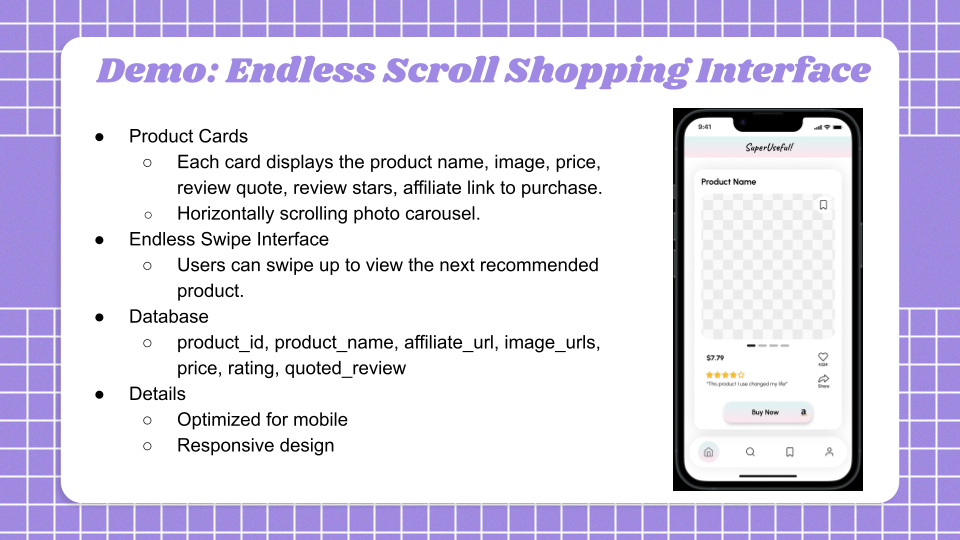 Demo: Endless Scroll Shopping Interface
● Product Cards
○ Each card displays the product name, image, price,
review quote, review stars, affiliate link to purchase.
○ Horizontally scrolling photo carousel.
● Endless Swipe Interface
○ Users can swipe up to view the next recommended
product.
● Database
○ product_id, product_name, affiliate_url, image_urls,
price, rating, quoted_review
● Details
○ Optimized for mobile
○ Responsive design
9:41
SuperUseful!
Product Name
$7.79
"This product I use changed my life"
Share
Buy Now a